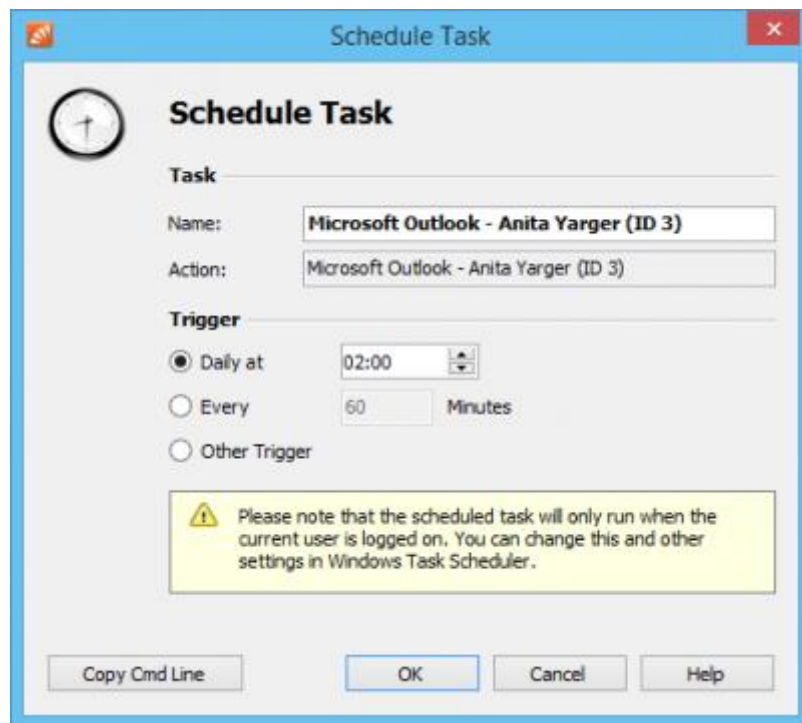 Schedule Task
Schedule Task
Task
Name: Microsoft Outlook - Anita Yarger (ID 3)
Action: Microsoft Outlook - Anita Yarger (ID 3)
Trigger
Daily at 02:00
Every 60 Minutes
Other Trigger
Please note that the scheduled task will only run when the
current user is logged on. You can change this and other
settings in Windows Task Scheduler.
Copy Cmd Line OK Cancel Help